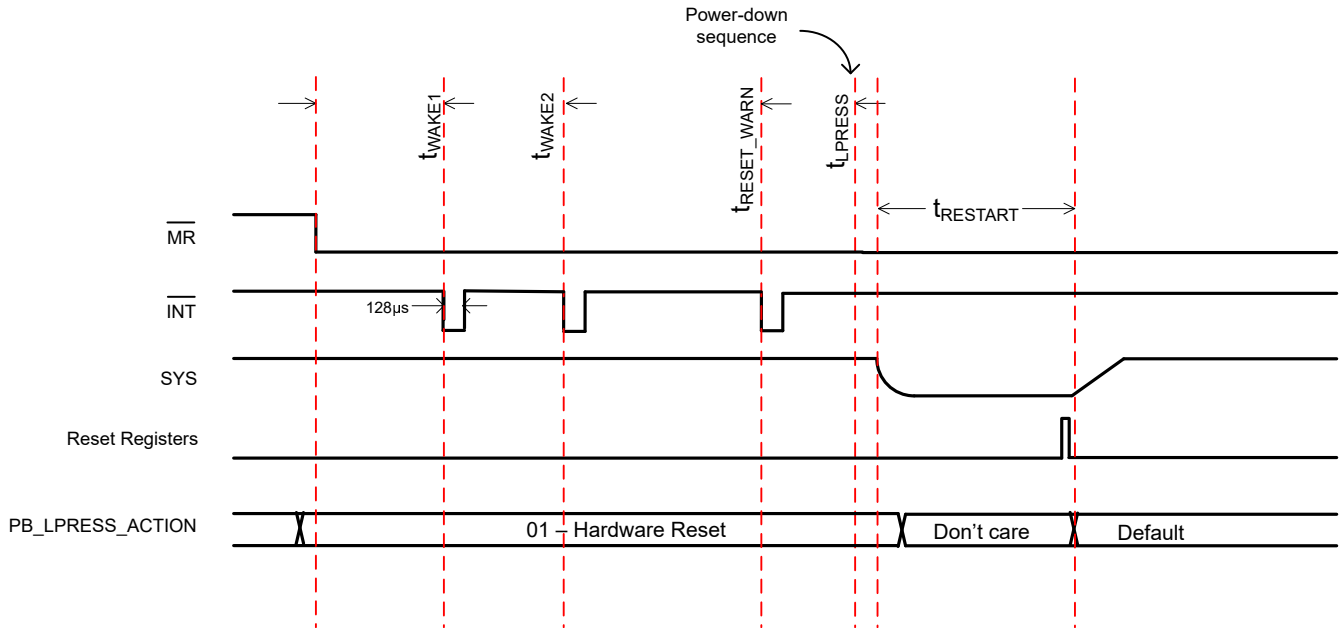 Power-down
sequence
tWAKE1
tWAKE2
tRESET_WARN
tLPRESS
tRESTART
MR
INT
128µs
SYS
Reset Registers
PB_LPRESS_ACTION
01 – Hardware Reset
Don't care
Default